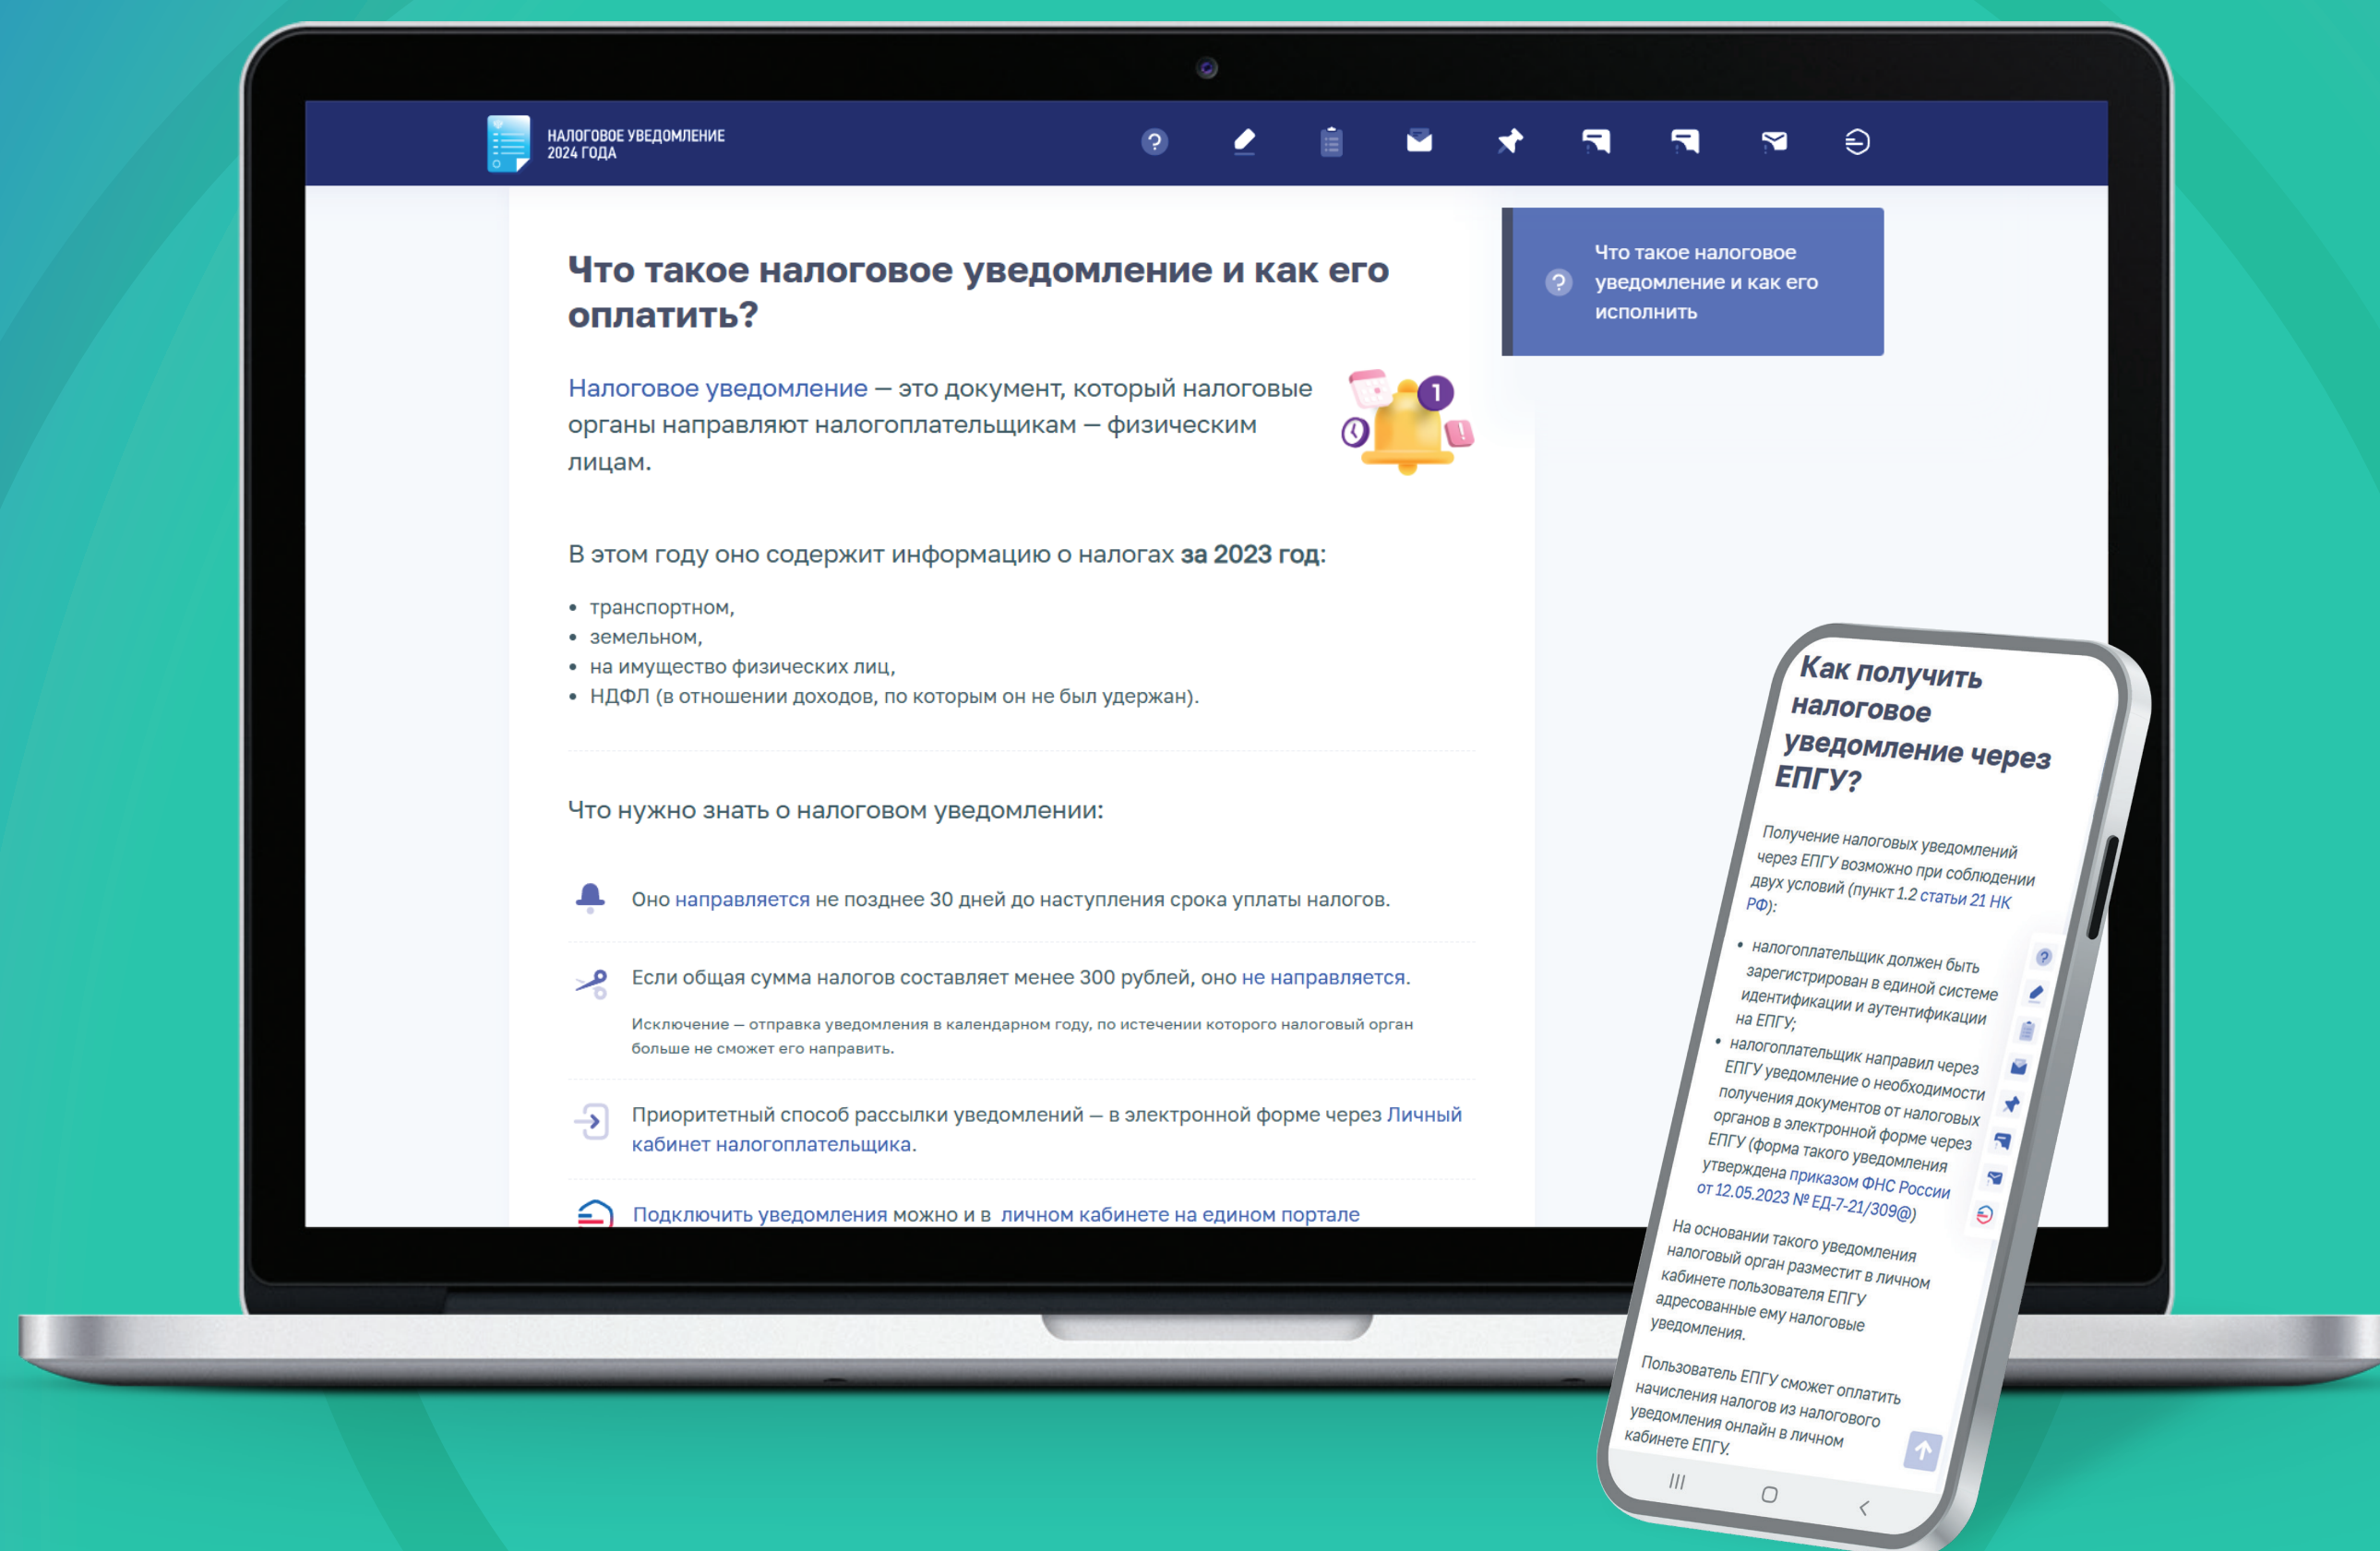 НАЛОГОВОЕ УВЕДОМЛЕНИЕ
2024 ГОДА
Что такое налоговое уведомление и как его
оплатить?
Налоговое уведомление — это документ, который налоговые
органы направляют налогоплательщикам — физическим
лицам.
1
!
В этом году оно содержит информацию о налогах за 2023 год:
• транспортном,
• земельном,
• на имущество физических лиц,
• НДФЛ (в отношении доходов, по которым он не был удержан).
Что нужно знать о налоговом уведомлении:
Оно направляется не позднее 30 дней до наступления срока уплаты налогов.
Если общая сумма налогов составляет менее 300 рублей, оно не направляется.
Исключение — отправка уведомления в календарном году, по истечении которого налоговый орган
больше не сможет его направить.
Приоритетный способ рассылки уведомлений — в электронной форме через Личный
кабинет налогоплательщика.
Подключить уведомления можно и в личном кабинете на едином портале
?
Что такое налоговое
уведомление и как его
исполнить
Как получить
налоговое
уведомление через
ЕПГУ?
Получение налоговых уведомлений
через ЕПГУ возможно при соблюдении
двух условий (пункт 1.2 статьи 21 НК
РФ):
• налогоплательщик должен быть
зарегистрирован в единой системе
идентификации и аутентификации
на ЕПГУ;
• налогоплательщик направил через
ЕПГУ уведомление о необходимости
получения документов от налоговых
органов в электронной форме через
ЕПГУ (форма такого уведомления
утверждена приказом ФНС России
от 12.05.2023 № ЕД-7-21/309@)
На основании такого уведомления
налоговый орган разместит в личном
кабинете пользователя ЕПГУ
адресованные ему налоговые
уведомления.
Пользователь ЕПГУ сможет оплатить
начисления налогов из налогового
уведомления онлайн в личном
кабинете ЕПГУ.